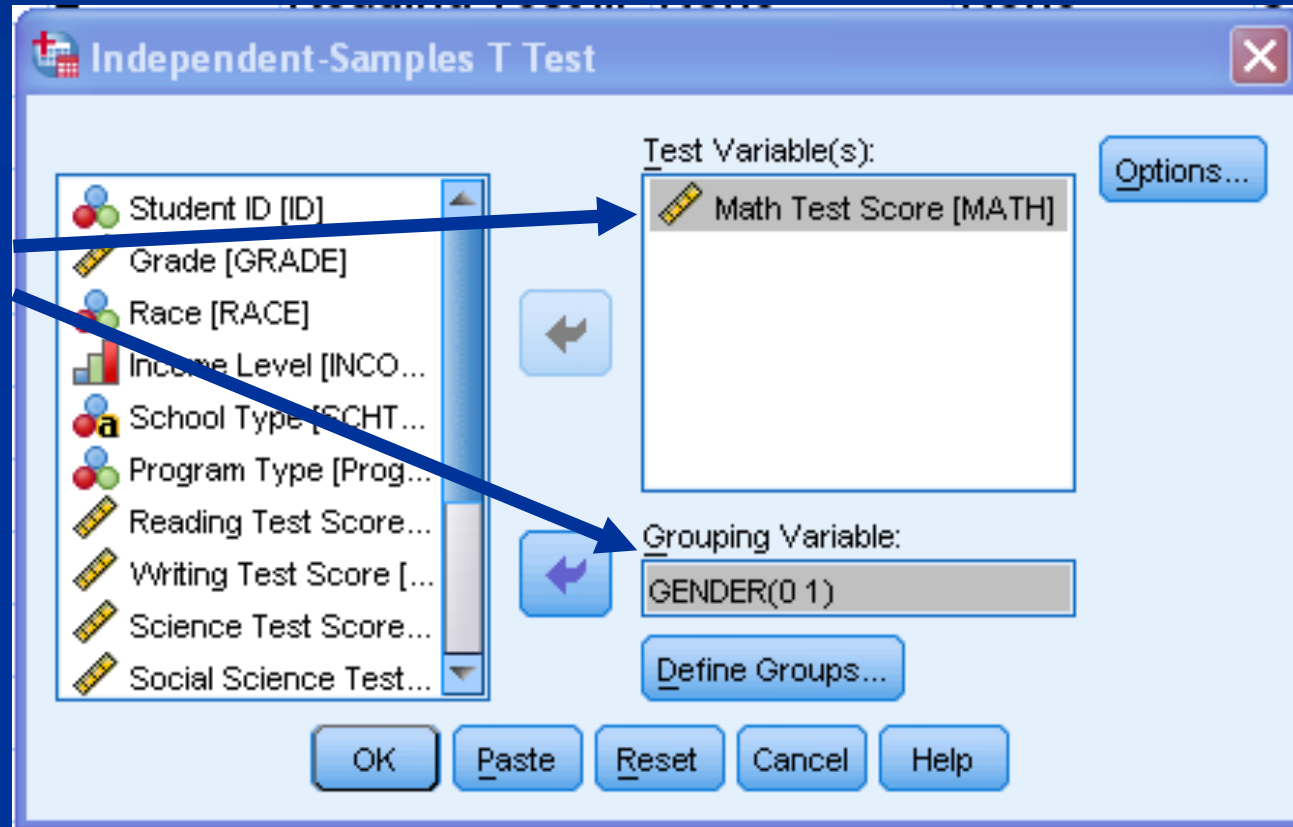 Independent-Samples T Test
Test Variable(s):
Options...
Student ID [ID]
Grade [GRADE]
Race [RACE]
Income Level [INCO...
School Type [SCHT...
Program Type [Prog...
Reading Test Score...
Writing Test Score [...
Science Test Score...
Social Science Test...
Math Test Score [MATH]
Grouping Variable:
GENDER(0 1)
Define Groups...
OK Paste Reset Cancel Help